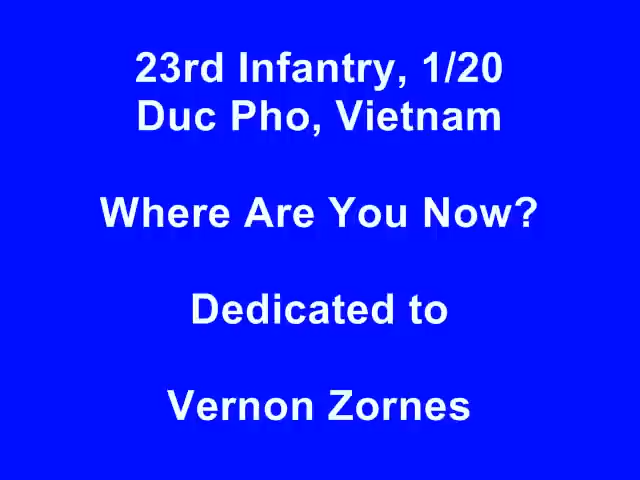 23rd Infantry, 1/20
Duc Pho, Vietnam
Where Are You Now?
Dedicated to
Vernon Zornes